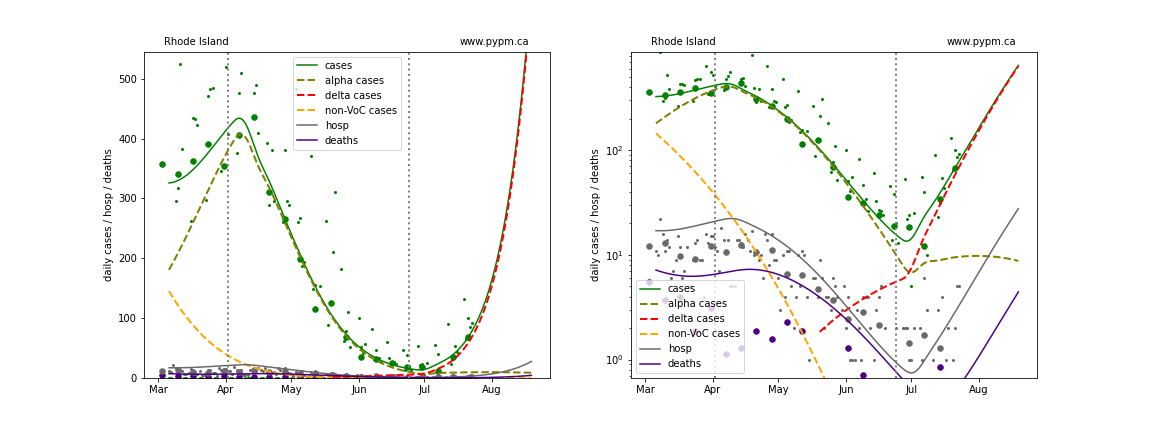 Rhode Island
www.pypm.ca
daily cases / hosp / deaths
500
400
300
200
100
0
Mar
Apr
May
Jun
Jul
Aug
cases
alpha cases
delta cases
non-VoC cases
hosp
deaths
Rhode Island
www.pypm.ca
daily cases / hosp / deaths
10²
10¹
10⁰
Mar
Apr
May
Jun
Jul
Aug
cases
alpha cases
delta cases
non-VoC cases
hosp
deaths